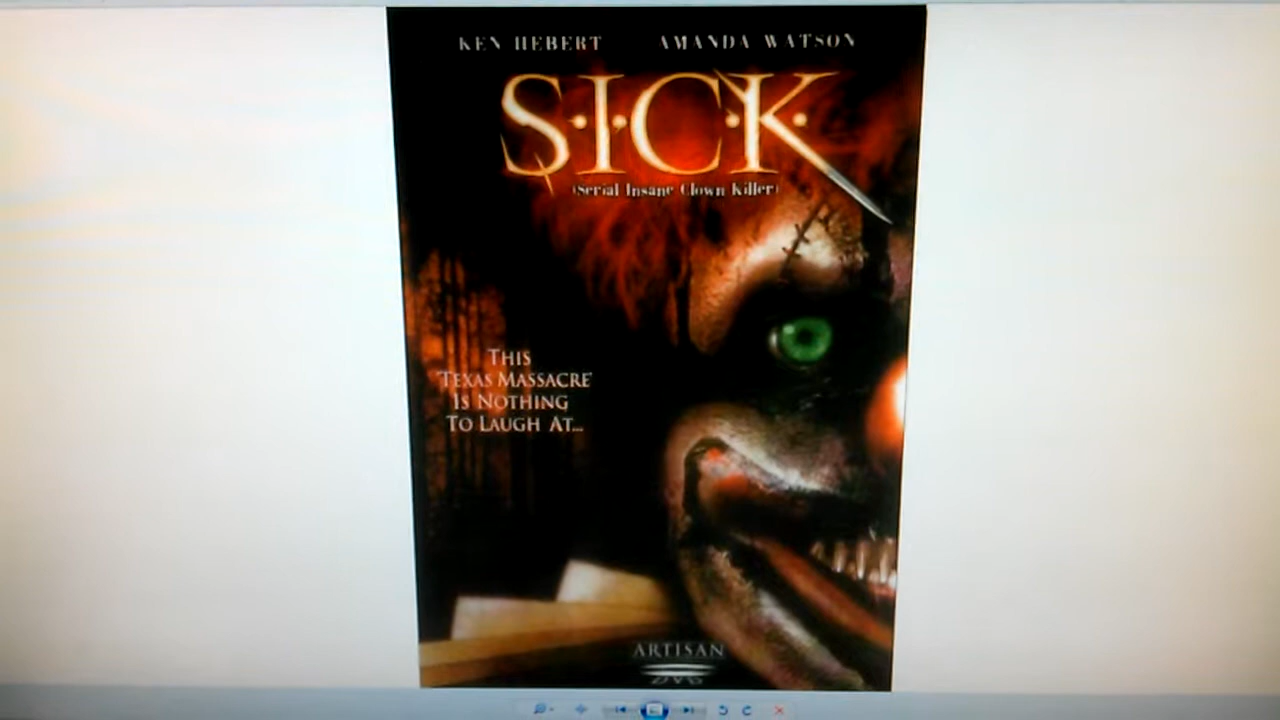 KEN HEBERT AMANDA WATSON
S·I·C·K·
(Serial Insane Clown Killer)
THIS
'TEXAS MASSACRE'
IS NOTHING
TO LAUGH AT...
ARTISAN
DVD